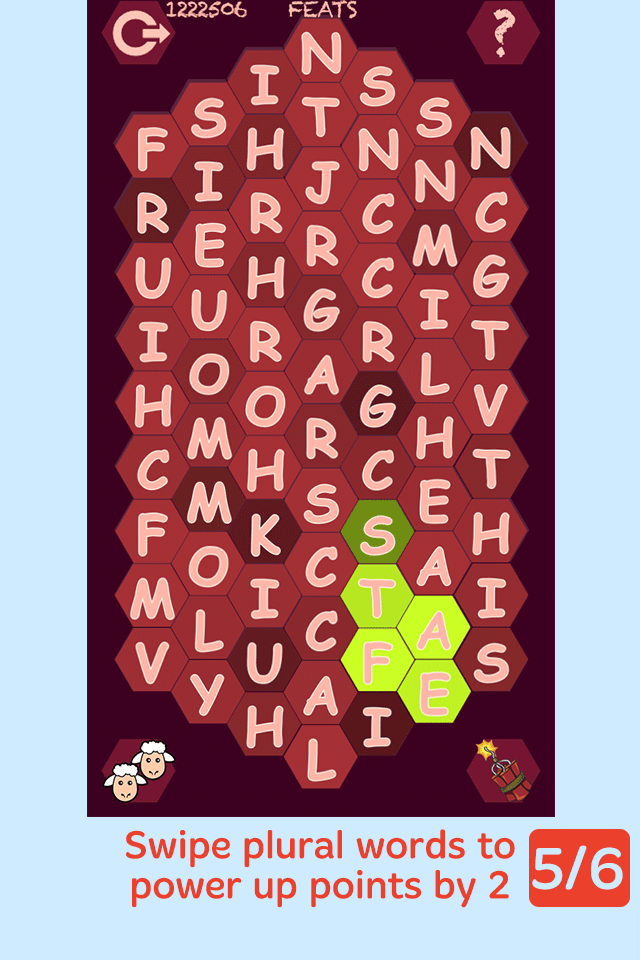 1222506 FEATS ?
N
I S
S T S
F H N N
I J N
R R C C
E R M
U H C G
U G I
I R R T
O A L
H O G V
M R H
C H C T
M S E
F K S H
O C A
M I T I
L C A
V U F S
Y A E
H I
L
Swipe plural words to
power up points by 2
5/6